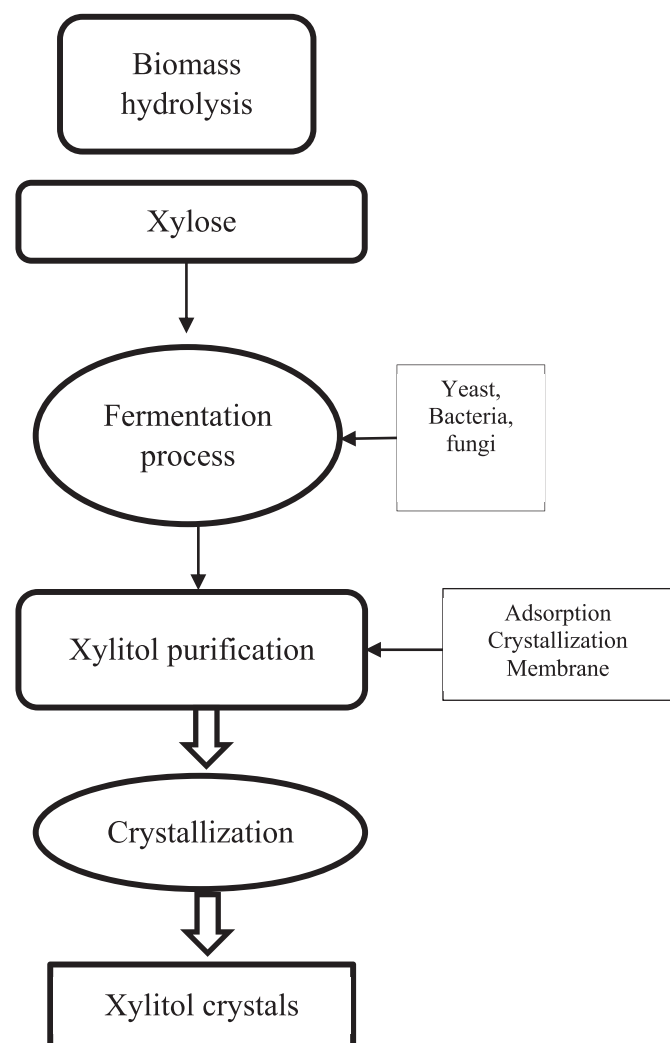 Biomass
hydrolysis
Xylose
Fermentation
process
Yeast,
Bacteria,
fungi
Xylitol purification
Adsorption
Crystallization
Membrane
Crystallization
Xylitol crystals